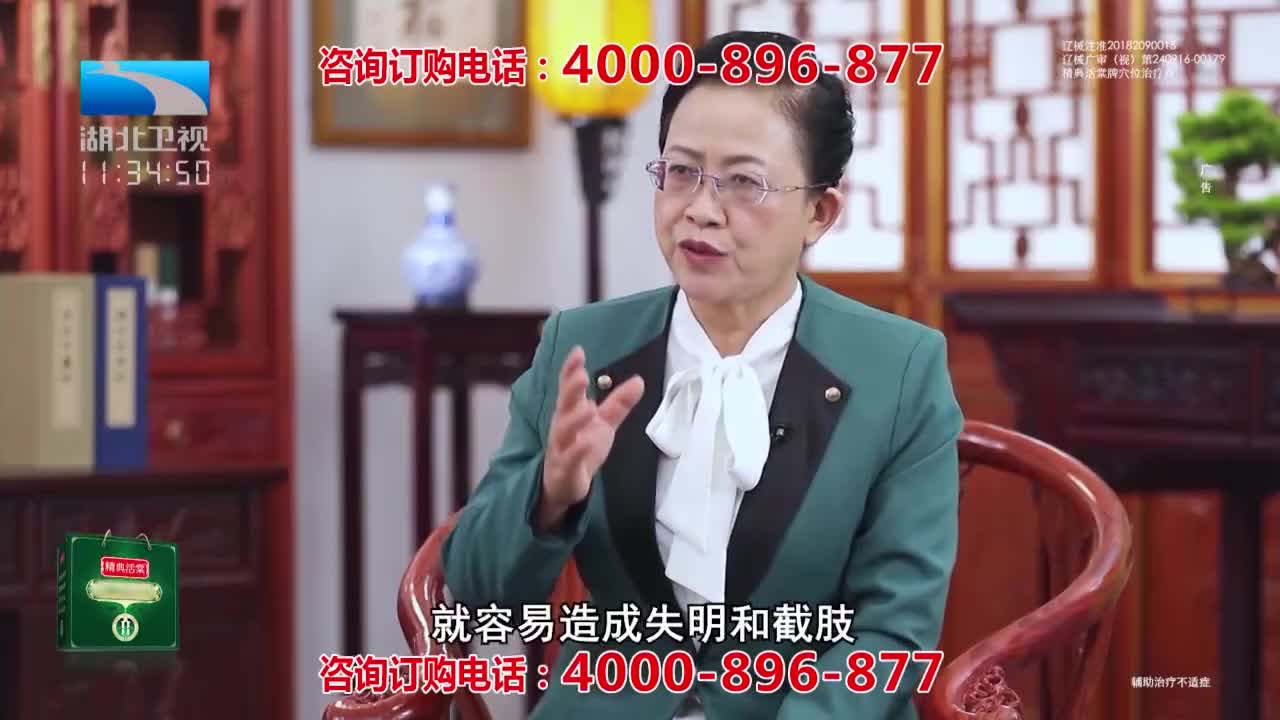 咨询订购电话：4000-896-877
辽械注准20182090015
辽械广审（视）第240916-00179
精典活棠牌穴位治疗
湖北卫视
11:34:50
广告
精典活棠
就容易造成失明和截肢
咨询订购电话：4000-896-877
辅助治疗不适症